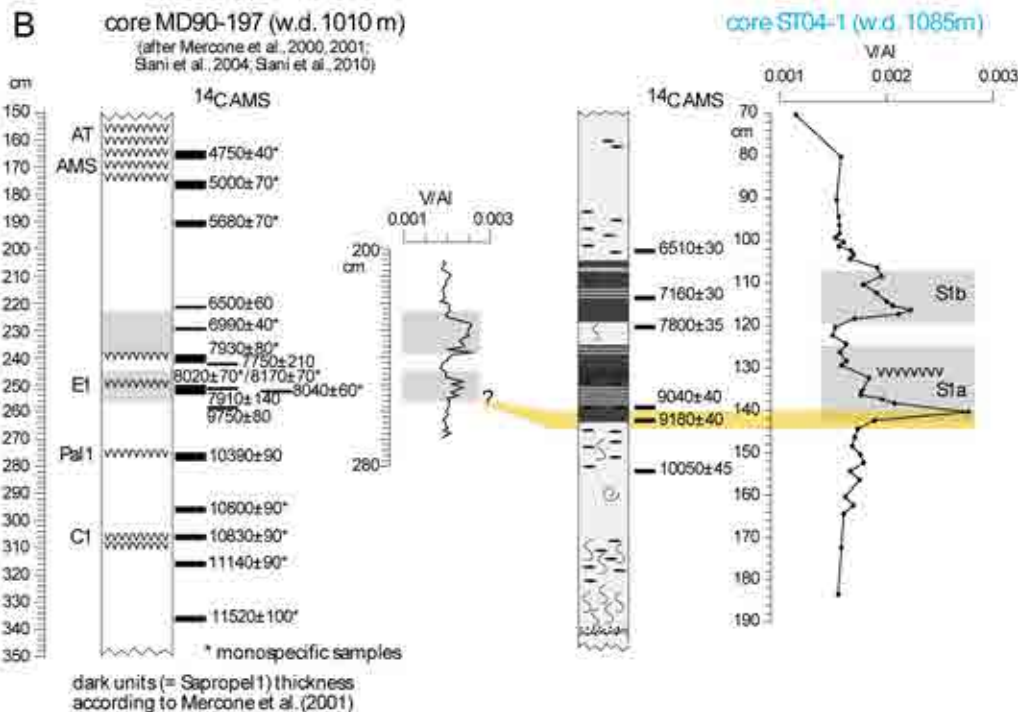 B
core MD90-197 (w.d. 1010 m)
(after Mercone et al., 2000, 2001;
Siani et al., 2004; Siani et al., 2010)
cm
14C AMS
150
160
170
180
190
200
210
220
230
240
250
260
270
280
290
300
310
320
330
340
350
AT
AMS
E1
Pal1
C1
4750±40*
5000±70*
5680±70*
6500±60
6990±40*
7930±80*
7750±210
8020±70*/8170±70*
8040±60*
7910±140
9750±80
10390±90
10600±90*
10830±90*
11140±90*
11520±100*
* monospecific samples
dark units (= Sapropel 1) thickness
according to Mercone et al. (2001)
V/Al
0.001
0.003
200
cm
280
?
core ST04-1 (w.d. 1085m)
14C AMS
6510±30
7160±30
7800±35
9040±40
9180±40
10050±45
V/Al
0.001
0.002
0.003
70
cm
80
90
100
110
120
130
140
150
160
170
180
190
S1b
S1a